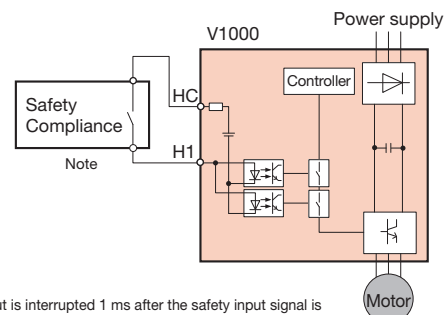 Power supply
V1000
Controller
HC
Safety
Compliance
H1
Note
Motor
ut is interrupted 1 ms after the safety input signal is